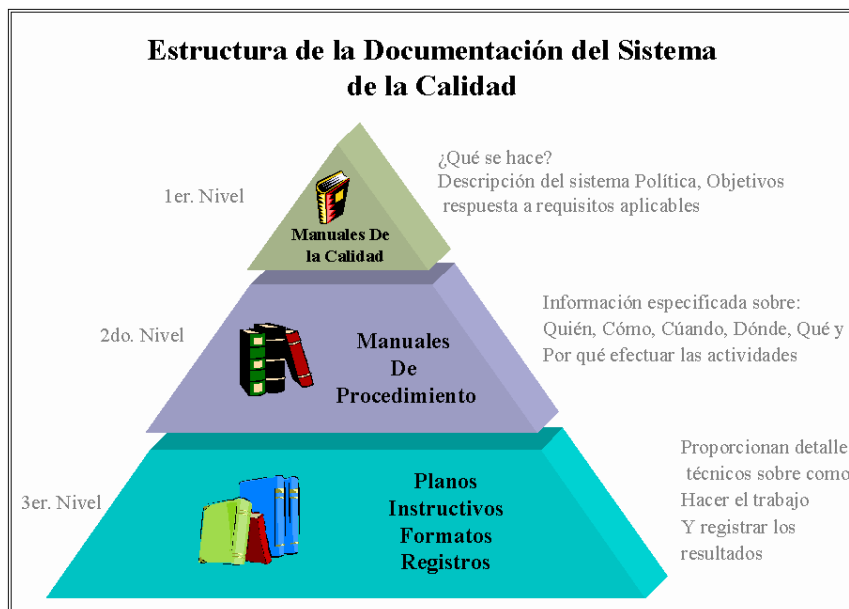 Estructura de la Documentación del Sistema
de la Calidad
1er. Nivel
Manuales De
la Calidad
¿Qué se hace?
Descripción del sistema Política, Objetivos
respuesta a requisitos aplicables
2do. Nivel
Manuales
De
Procedimiento
Información especificada sobre:
Quién, Cómo, Cúando, Dónde, Qué y
Por qué efectuar las actividades
3er. Nivel
Planos
Instructivos
Formatos
Registros
Proporcionan detalle
técnicos sobre como
Hacer el trabajo
Y registrar los
resultados